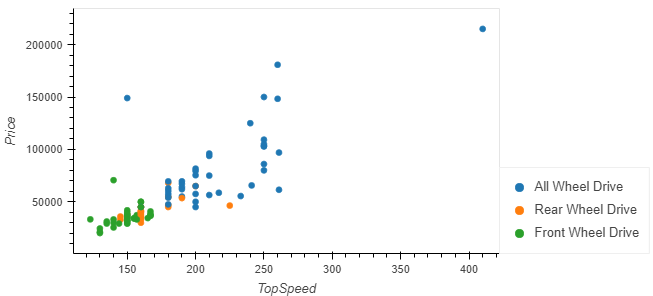 200000
150000
100000
50000
Price
150
200
250
300
350
400
TopSpeed
All Wheel Drive
Rear Wheel Drive
Front Wheel Drive